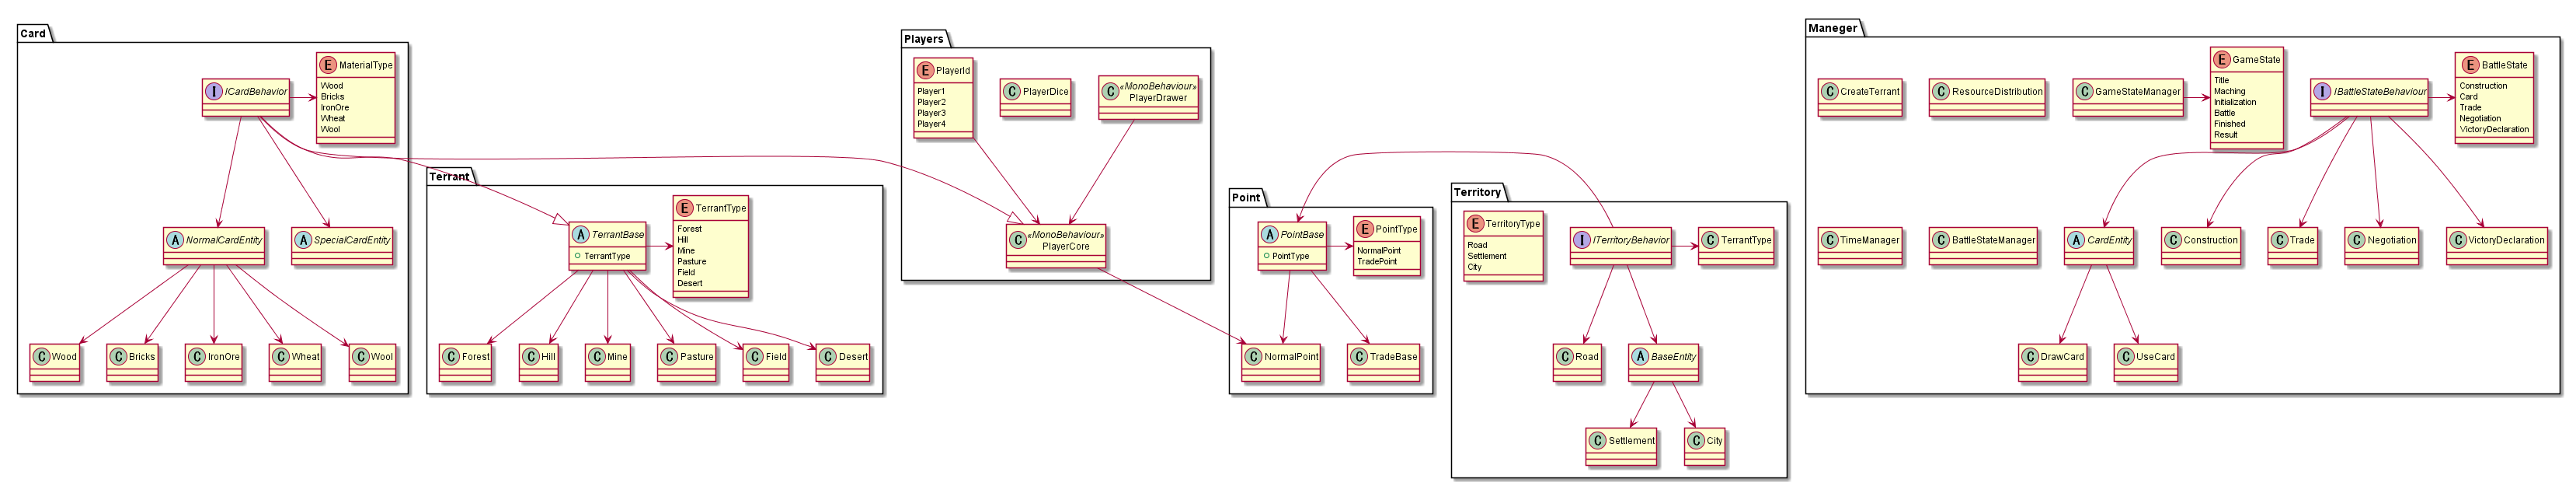 Card
E MaterialType
Wood
Bricks
IronOre
Wheat
Wool
I ICardBehavior
A NormalCardEntity
A SpecialCardEntity
C Wood
C Bricks
C IronOre
C Wheat
C Wool
Terrant
A TerrantBase
TerrantType
E TerrantType
Forest
Hill
Mine
Pasture
Field
Desert
C Forest
C Hill
C Mine
C Pasture
C Field
C Desert
Players
E PlayerId
Player1
Player2
Player3
Player4
C PlayerDice
C «MonoBehaviour»
PlayerDrawer
C «MonoBehaviour»
PlayerCore
Point
A PointBase
PointType
E PointType
NormalPoint
TradePoint
C NormalPoint
C TradeBase
Territory
E TerritoryType
Road
Settlement
City
I ITerritoryBehavior
C TerrantType
C Road
A BaseEntity
C Settlement
C City
Maneger
C CreateTerrant
C ResourceDistribution
C GameStateManager
E GameState
Title
Maching
Initialization
Battle
Finished
Result
I IBattleStateBehaviour
E BattleState
Construction
Card
Trade
Negotiation
VictoryDeclaration
C TimeManager
C BattleStateManager
A CardEntity
C Construction
C Trade
C Negotiation
C VictoryDeclaration
C DrawCard
C UseCard